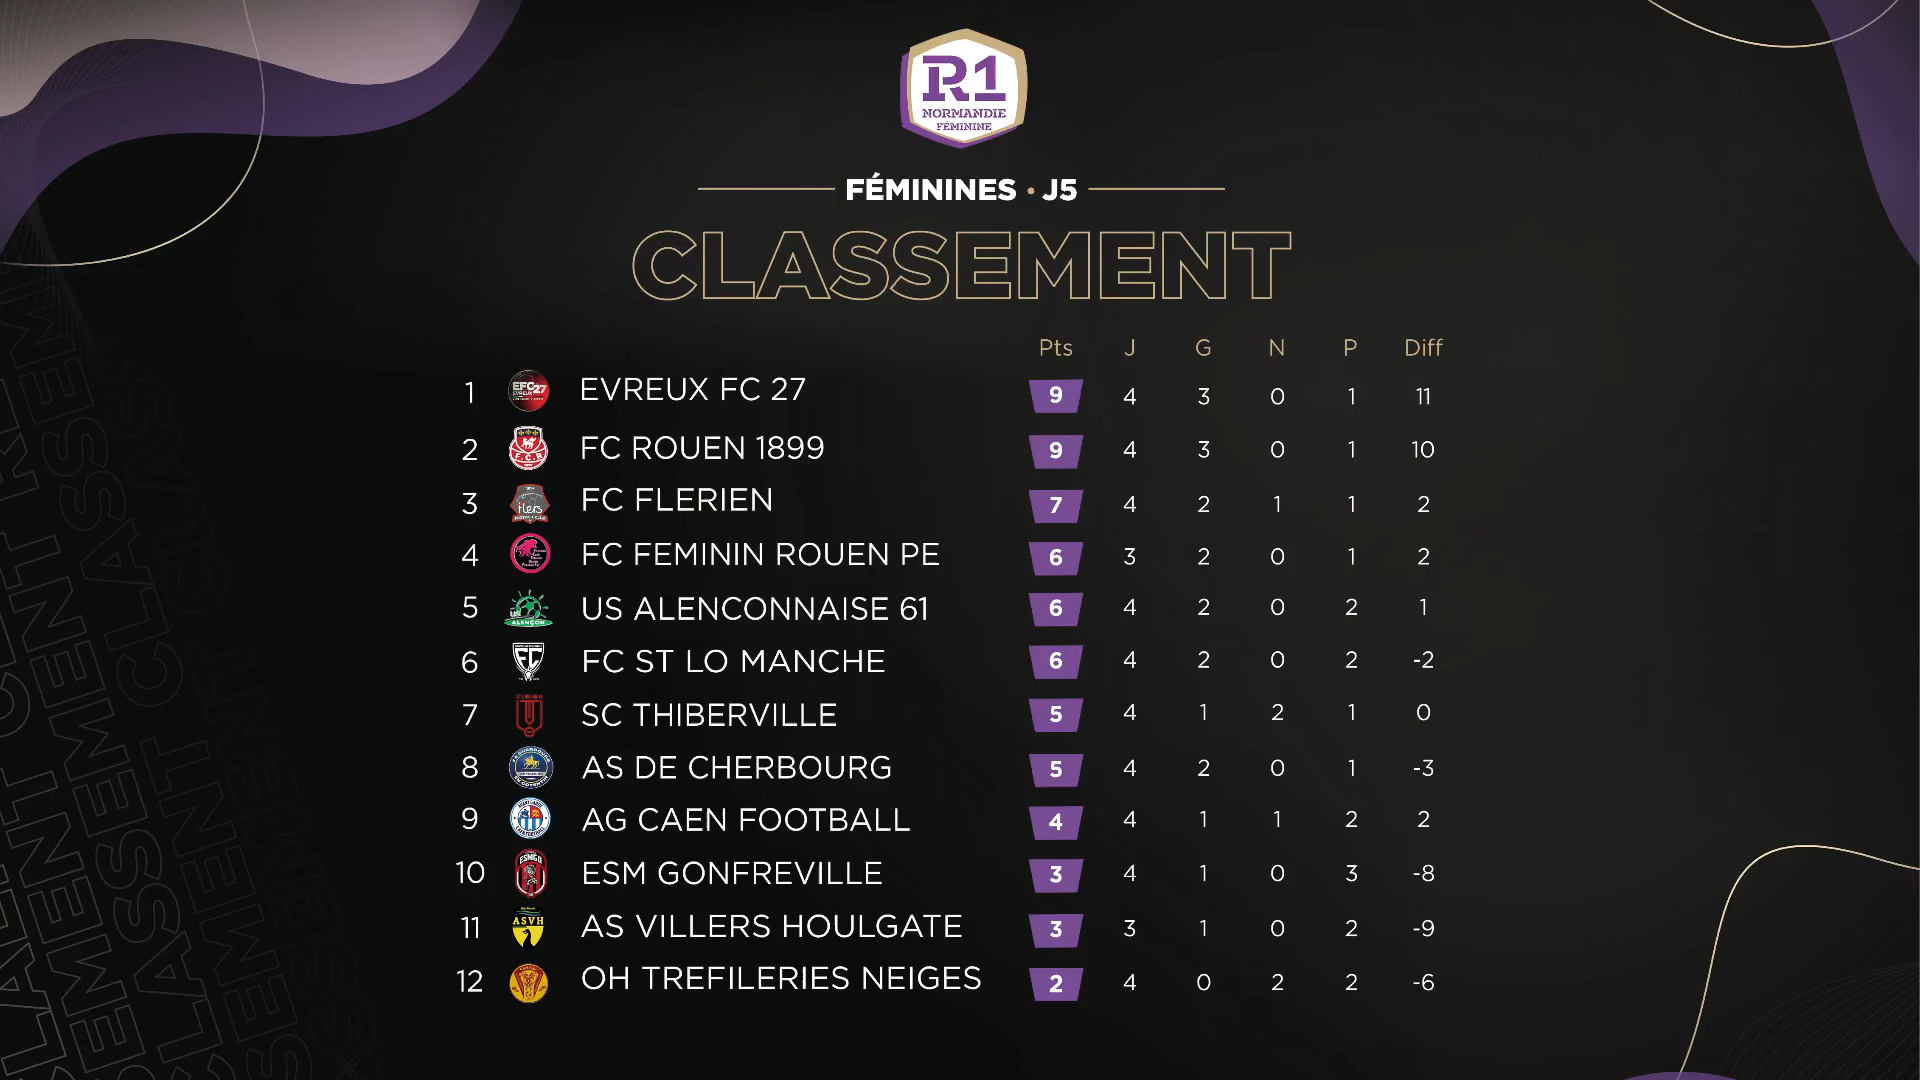 R1
NORMANDIE
FÉMININE
FÉMININES · J5
CLASSEMENT
Pts J G N P Diff
1 EVREUX FC 27 9 4 3 0 1 11
2 FC ROUEN 1899 9 4 3 0 1 10
3 FC FLERIEN 7 4 2 1 1 2
4 FC FEMININ ROUEN PE 6 3 2 0 1 2
5 US ALENCONNAISE 61 6 4 2 0 2 1
6 FC ST LO MANCHE 6 4 2 0 2 -2
7 SC THIBERVILLE 5 4 1 2 1 0
8 AS DE CHERBOURG 5 4 2 0 1 -3
9 AG CAEN FOOTBALL 4 4 1 1 2 2
10 ESM GONFREVILLE 3 4 1 0 3 -8
11 AS VILLERS HOULGATE 3 3 1 0 2 -9
12 OH TREFILERIES NEIGES 2 4 0 2 2 -6